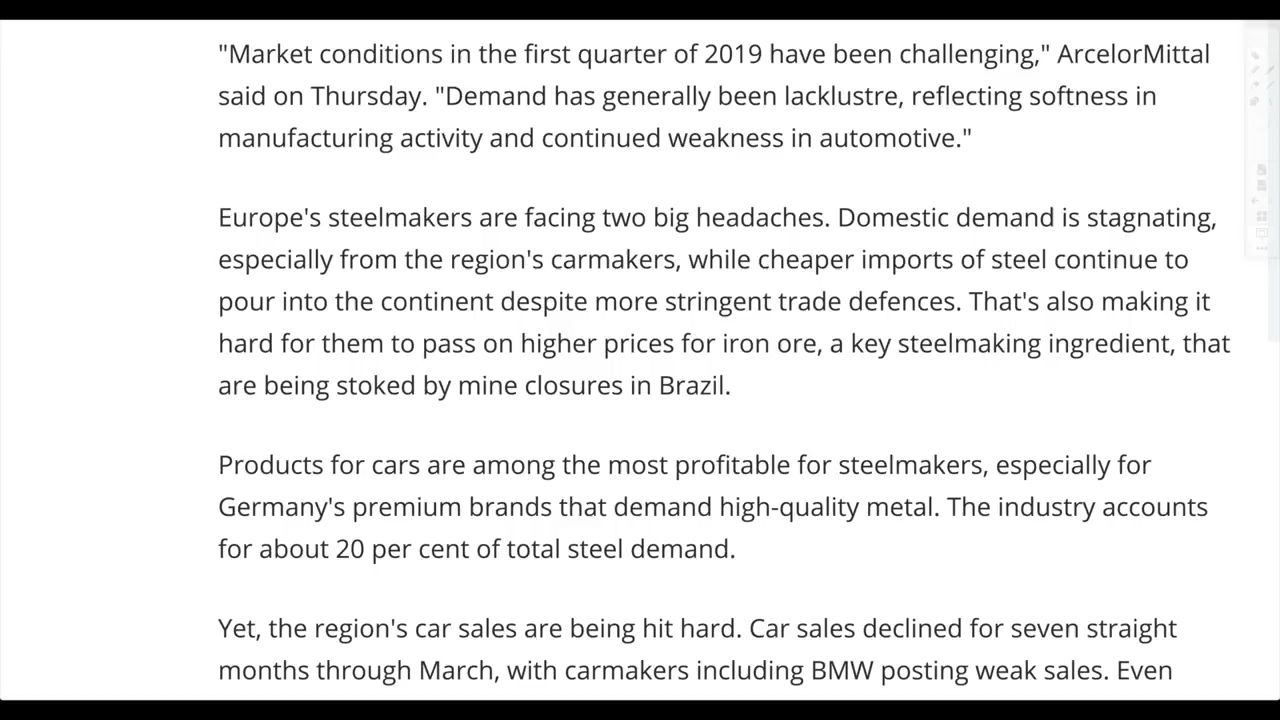 "Market conditions in the first quarter of 2019 have been challenging," ArcelorMittal
said on Thursday. "Demand has generally been lacklustre, reflecting softness in
manufacturing activity and continued weakness in automotive."
Europe's steelmakers are facing two big headaches. Domestic demand is stagnating,
especially from the region's carmakers, while cheaper imports of steel continue to
pour into the continent despite more stringent trade defences. That's also making it
hard for them to pass on higher prices for iron ore, a key steelmaking ingredient, that
are being stoked by mine closures in Brazil.
Products for cars are among the most profitable for steelmakers, especially for
Germany's premium brands that demand high-quality metal. The industry accounts
for about 20 per cent of total steel demand.
Yet, the region's car sales are being hit hard. Car sales declined for seven straight
months through March, with carmakers including BMW posting weak sales. Even